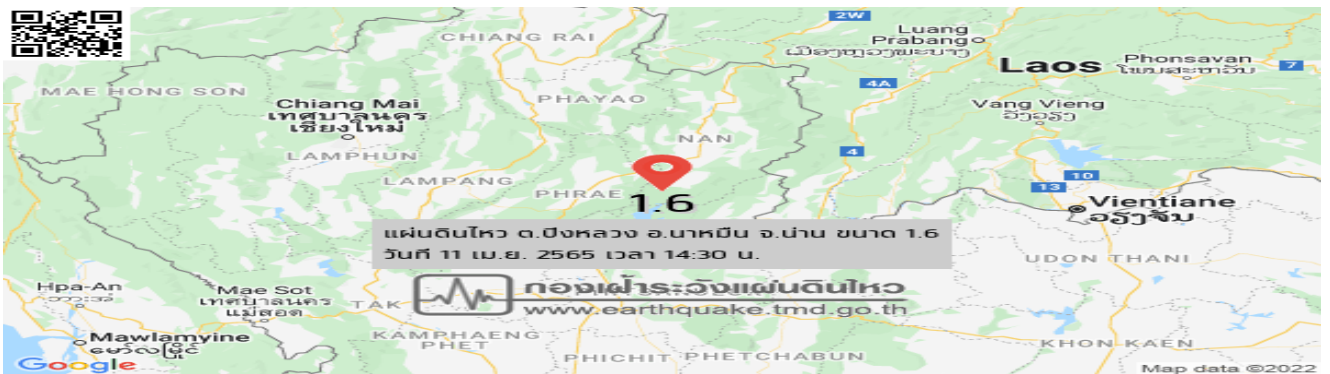 2W
CHIANG RAI
Luang
Prabang
ເມືອງຫຼວງພະບາງ
Laos
Phonsavan
ໂພນສະຫວັນ
7
4A
MAE HONG SON
Chiang Mai
เทศบาลนคร
เชียงใหม่
PHAYAO
Vang Vieng
ວັງວຽງ
NAN
LAMPHUN
4
LAMPANG
PHRAE
10
13
1.6
Vientiane
ວຽງຈັນ
แผ่นดินไหว ต.ปิงหลวง อ.นาหมื่น จ.น่าน ขนาด 1.6
วันที่ 11 เม.ย. 2565 เวลา 14:30 น.
UDON THANI
Hpa-An
ဘားအံ
Mae Sot
เทศบาลนคร
แม่สอด
TAK
กองเฝ้าระวังแผ่นดินไหว
www.earthquake.tmd.go.th
Mawlamyine
မော်လမြိုင်
KAMPHAENG
PHET
PHICHIT
PHETCHABUN
KHON KAEN
Google
Map data ©2022